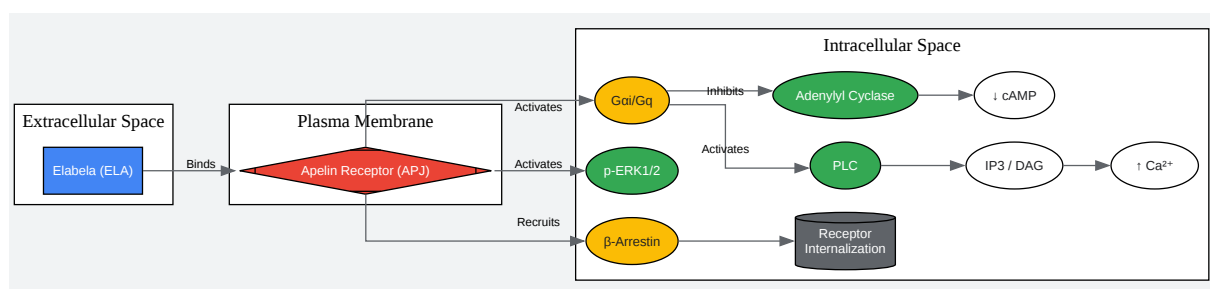 Intracellular Space
Extracellular Space
Plasma Membrane
Elabela (ELA)
Binds
Apelin Receptor (APJ)
Activates
Activates
Recruits
Gαi/Gq
Inhibits
Adenylyl Cyclase
↓ cAMP
Activates
p-ERK1/2
PLC
IP3 / DAG
↑ Ca²⁺
β-Arrestin
Receptor
Internalization